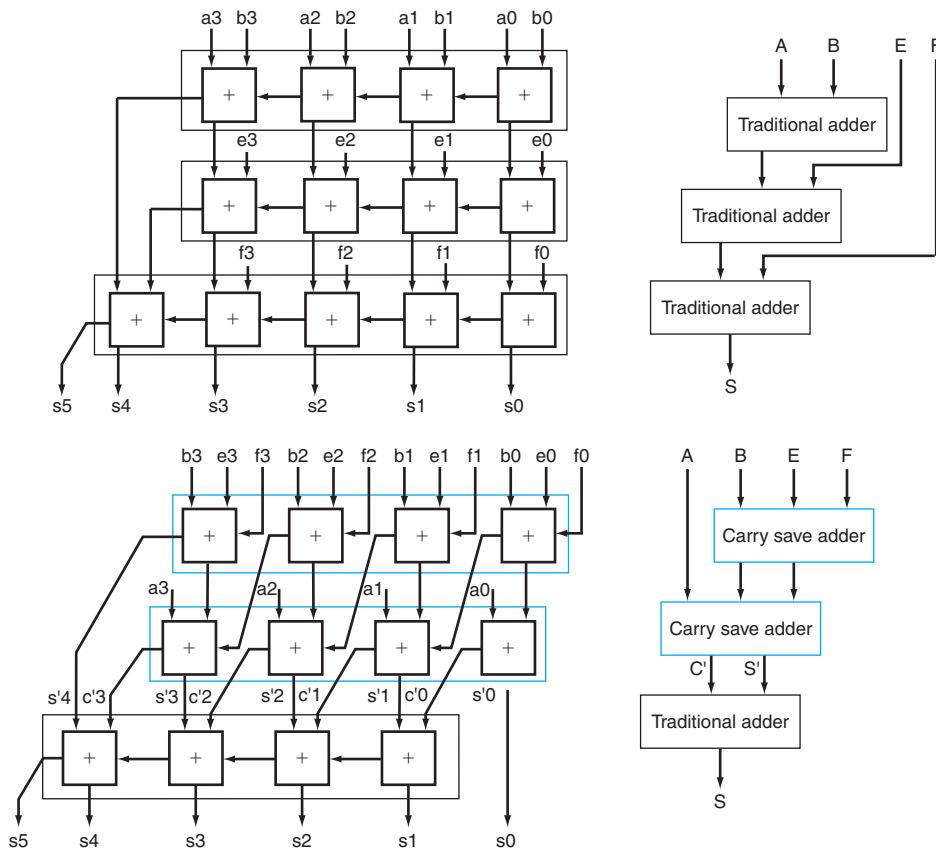 a3 b3 a2 b2 a1 b1 a0 b0
+ + + +
e3 e2 e1 e0
+ + + +
f3 f2 f1 f0
+ + + + +
s5 s4 s3 s2 s1 s0
A B E F
Traditional adder
Traditional adder
Traditional adder
S
b3 e3 f3 b2 e2 f2 b1 e1 f1 b0 e0 f0
+ + + +
a3 a2 a1 a0
+ + + +
s'4 c'3 s'3 c'2 s'2 c'1 s'1 c'0 s'0
+ + + +
s5 s4 s3 s2 s1 s0
A B E F
Carry save adder
Carry save adder
C' S'
Traditional adder
S